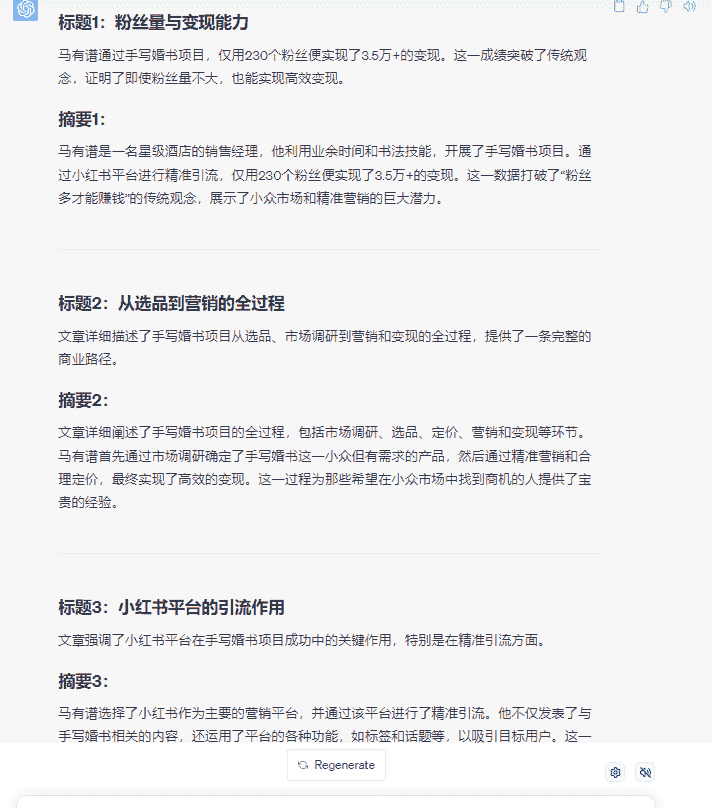 标题1：粉丝量与变现能力
马有谱通过手写婚书项目，仅用230个粉丝便实现了3.5万+的变现。这一成绩突破了传统观
念，证明了即使粉丝量不大，也能实现高效变现。
摘要1：
马有谱是一名星级酒店的销售经理，他利用业余时间和书法技能，开展了手写婚书项目。通
过小红书平台进行精准引流，仅用230个粉丝便实现了3.5万+的变现。这一数据打破了“粉丝
多才能赚钱”的传统观念，展示了小众市场和精准营销的巨大潜力。
标题2：从选品到营销的全过程
文章详细描述了手写婚书项目从选品、市场调研到营销和变现的全过程，提供了一条完整的
商业路径。
摘要2：
文章详细阐述了手写婚书项目的全过程，包括市场调研、选品、定价、营销和变现等环节。
马有谱首先通过市场调研确定了手写婚书这一小众但有需求的产品，然后通过精准营销和合
理定价，最终实现了高效的变现。这一过程为那些希望在小众市场中找到商机的人提供了宝
贵的经验。
标题3：小红书平台的引流作用
文章强调了小红书平台在手写婚书项目成功中的关键作用，特别是在精准引流方面。
摘要3：
马有谱选择了小红书作为主要的营销平台，并通过该平台进行了精准引流。他不仅发表了与
手写婚书相关的内容，还运用了平台的各种功能，如标签和话题等，以吸引目标用户。这一
Regenerate